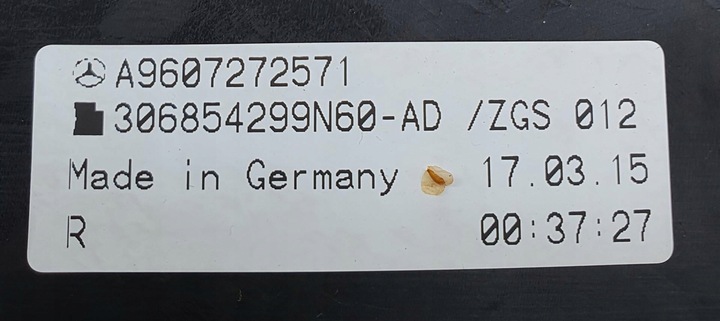 A9607272571
306854299N60-AD /ZGS 012
Made in Germany 17.03.15
R 00:37:27